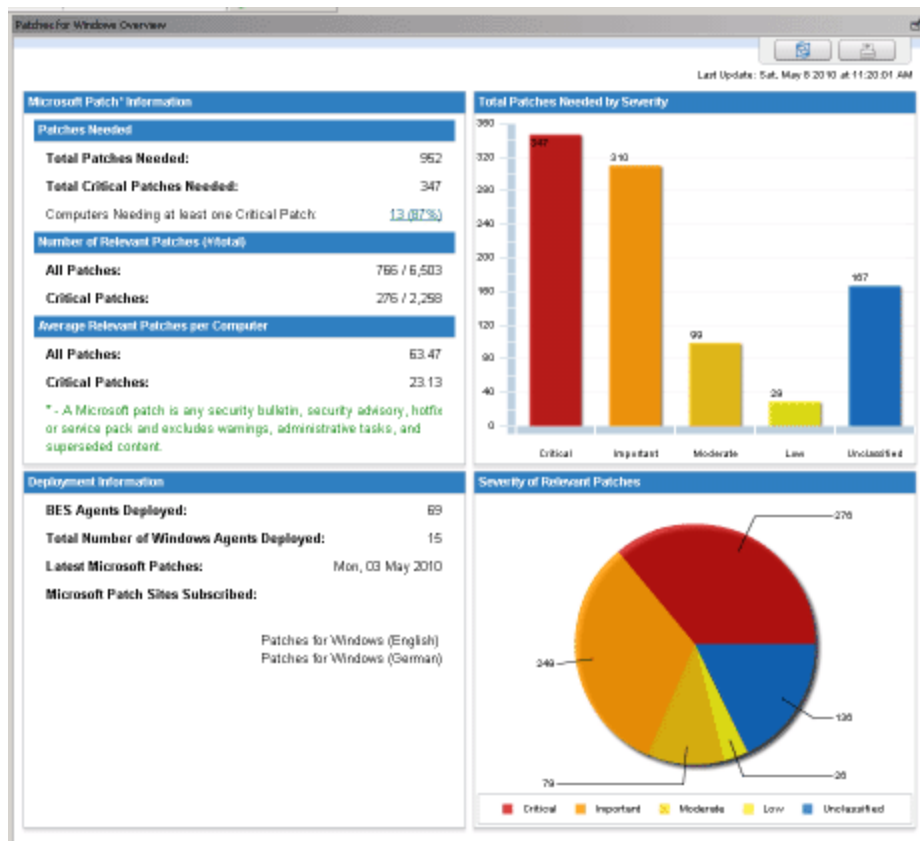 Patches for Windows Overview
Last Update: Sat, May 8 2010 at 11:20:01 AM
Microsoft Patch* Information
Patches Needed
Total Patches Needed: 952
Total Critical Patches Needed: 347
Computers Needing at least one Critical Patch: 13 (87%)
Number of Relevant Patches (#/total)
All Patches: 766 / 6,503
Critical Patches: 276 / 2,258
Average Relevant Patches per Computer
All Patches: 63.47
Critical Patches: 23.13
* - A Microsoft patch is any security bulletin, security advisory, hotfix
or service pack and excludes warnings, administrative tasks, and
superseded content.
Total Patches Needed by Severity
360
320
280
240
200
160
120
80
40
0
347
310
99
29
167
Critical
Important
Moderate
Low
Unclassified
Deployment Information
BES Agents Deployed: 69
Total Number of Windows Agents Deployed: 15
Latest Microsoft Patches: Mon, 03 May 2010
Microsoft Patch Sites Subscribed:
Patches for Windows (English)
Patches for Windows (German)
Severity of Relevant Patches
276
249
136
79
26
Critical Important Moderate Low Unclassified